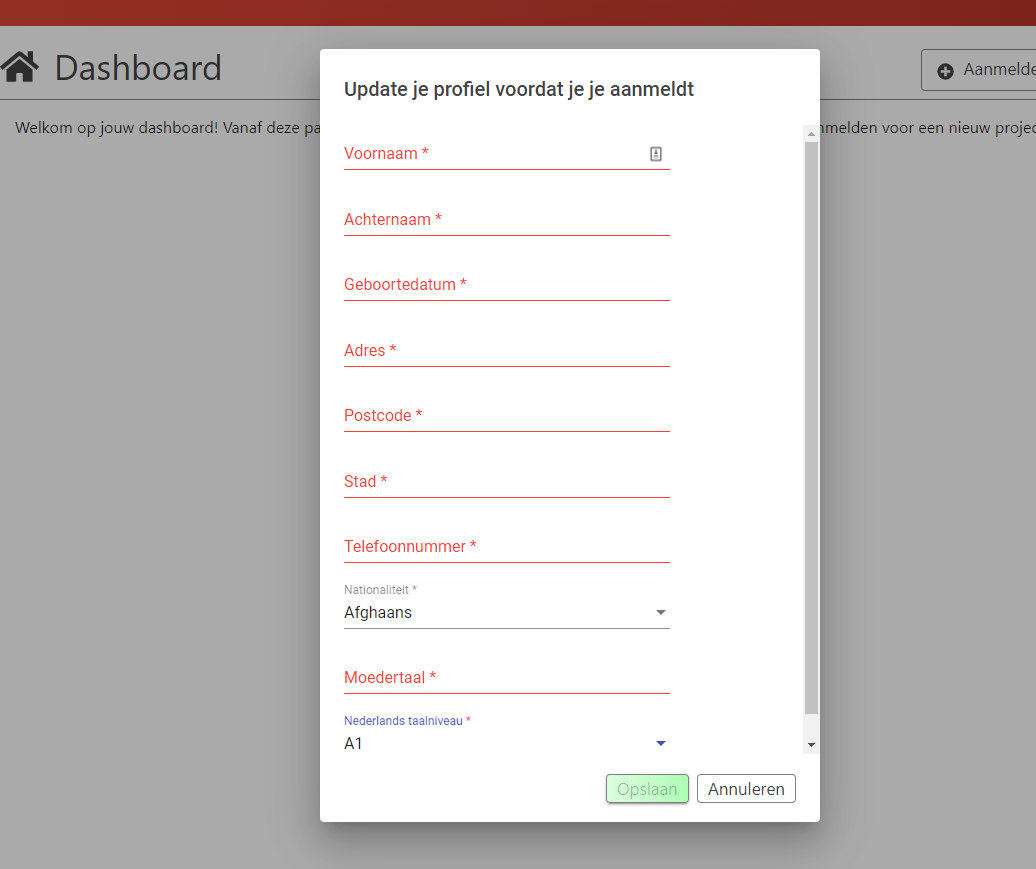 Dashboard
Aanmelde
Welkom op jouw dashboard! Vanaf deze pa
nmelden voor een nieuw projec
Update je profiel voordat je je aanmeldt
Voornaam *
Achternaam *
Geboortedatum *
Adres *
Postcode *
Stad *
Telefoonnummer *
Nationaliteit *
Afghaans
Moedertaal *
Nederlands taalniveau *
A1
Opslaan
Annuleren